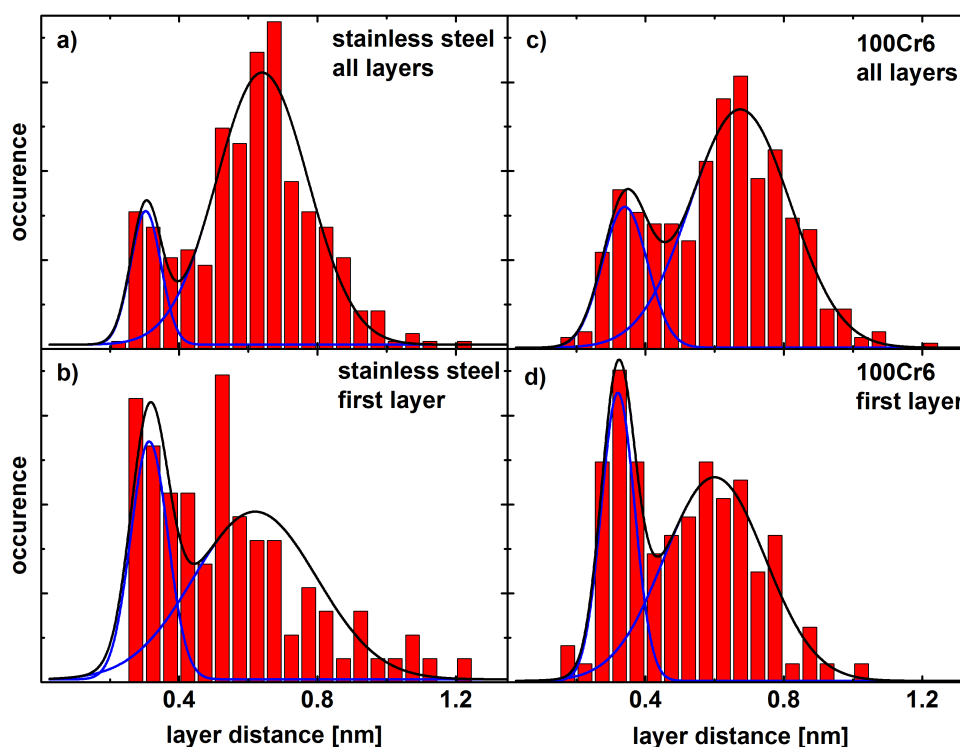 a)
stainless steel
all layers
c)
100Cr6
all layers
occurence
b)
stainless steel
first layer
d)
100Cr6
first layer
occurence
0.4
0.8
1.2
0.4
0.8
1.2
layer distance [nm]
layer distance [nm]